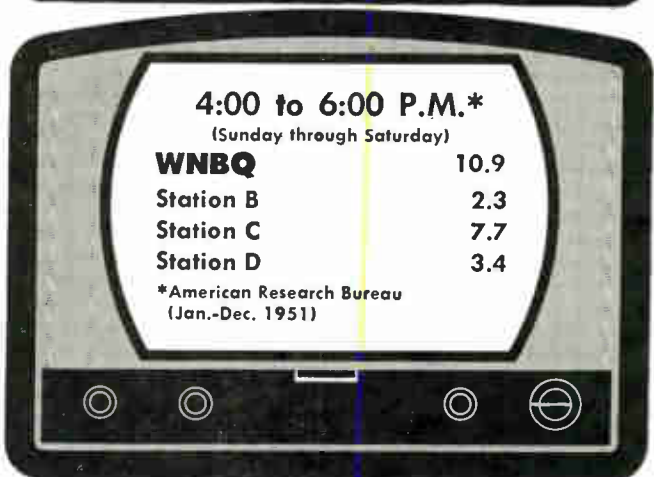 4:00 to 6:00 P.M.*
(Sunday through Saturday)
WNBQ 10.9
Station B 2.3
Station C 7.7
Station D 3.4
*American Research Bureau
(Jan.-Dec. 1951)